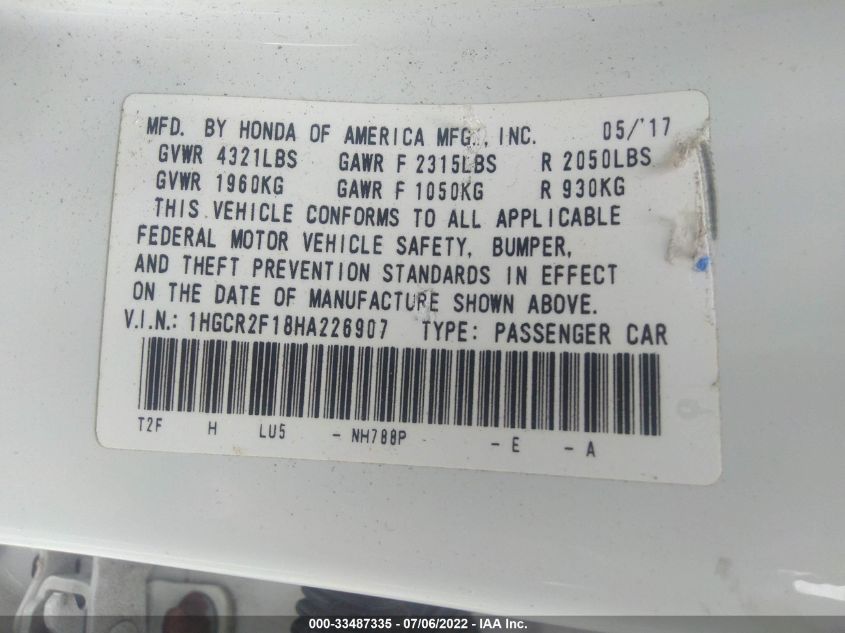 MFD. BY HONDA OF AMERICA MFG., INC. 05/'17
GVWR 4321LBS GAWR F 2315LBS R 2050LBS
GVWR 1960KG GAWR F 1050KG R 930KG
THIS VEHICLE CONFORMS TO ALL APPLICABLE
FEDERAL MOTOR VEHICLE SAFETY, BUMPER,
AND THEFT PREVENTION STANDARDS IN EFFECT
ON THE DATE OF MANUFACTURE SHOWN ABOVE.
V.I.N.: 1HGCR2F18HA226907 TYPE: PASSENGER CAR
T2F H LU5 - NH788P - E - A
000-33487335 - 07/06/2022 - IAA Inc.